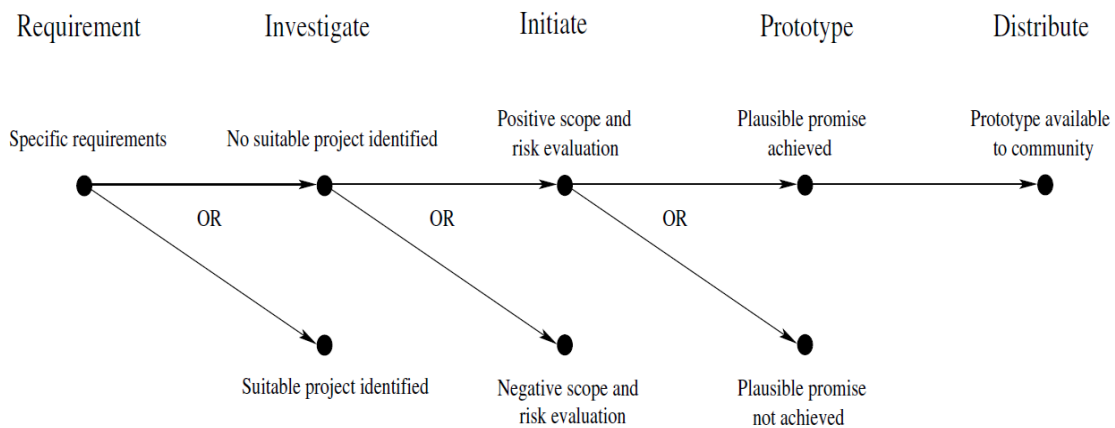 Requirement
Investigate
Initiate
Prototype
Distribute
Specific requirements
No suitable project identified
Positive scope and
risk evaluation
Plausible promise
achieved
Prototype available
to community
OR
OR
OR
Suitable project identified
Negative scope and
risk evaluation
Plausible promise
not achieved